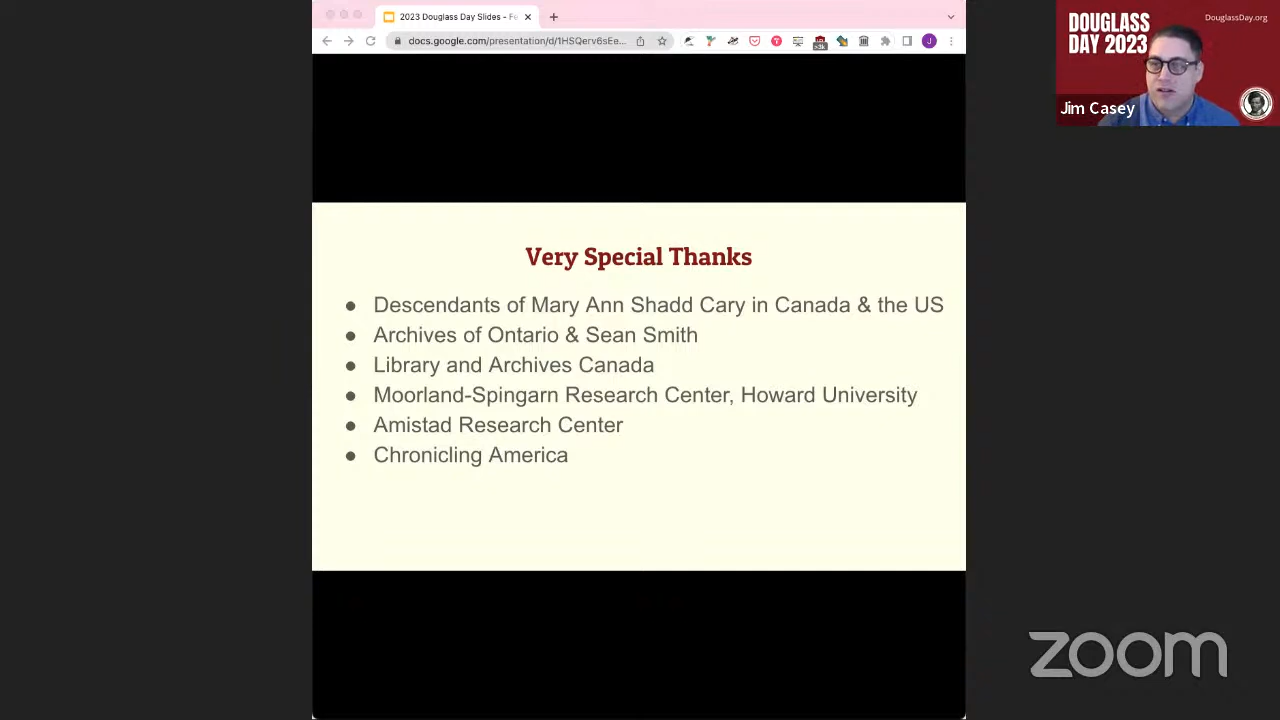 2023 Douglass Day Slides - Fe
docs.google.com/presentation/d/1HSQerv6sEe...
>3k
J
DOUGLASS
DAY 2023
DouglassDay.org
Jim Casey
Very Special Thanks
● Descendants of Mary Ann Shadd Cary in Canada & the US
● Archives of Ontario & Sean Smith
● Library and Archives Canada
● Moorland-Spingarn Research Center, Howard University
● Amistad Research Center
● Chronicling America
zoom